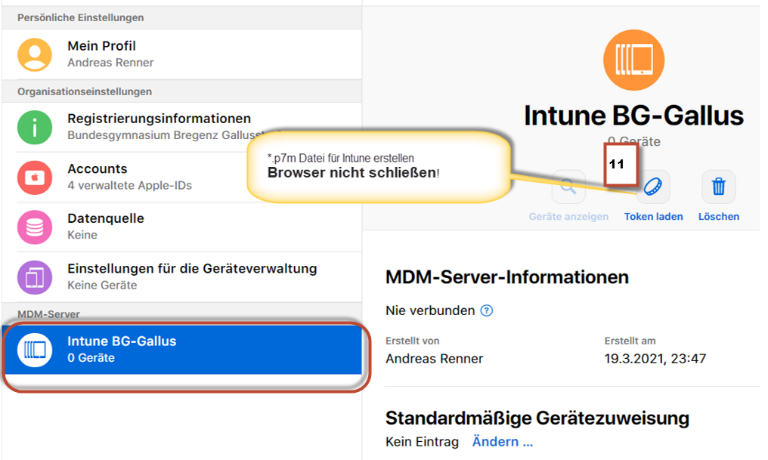 Persönliche Einstellungen
Mein Profil
Andreas Renner
Organisationseinstellungen
Registrierungsinformationen
Bundesgymnasium Bregenz
Accounts
4 verwaltete Apple-IDs
Datenquelle
Keine
Einstellungen für die Geräteverwaltung
Keine Geräte
MDM-Server
Intune BG-Gallus
0 Geräte
*.p7m Datei für Intune erstellen
Browser nicht schließen!
Intune BG-Gallus
0 Geräte
11
Geräte anzeigen
Token laden
Löschen
MDM-Server-Informationen
Nie verbunden ?
Erstellt von
Andreas Renner
Erstellt am
19.3.2021, 23:47
Standardmäßige Gerätezuweisung
Kein Eintrag Ändern ...